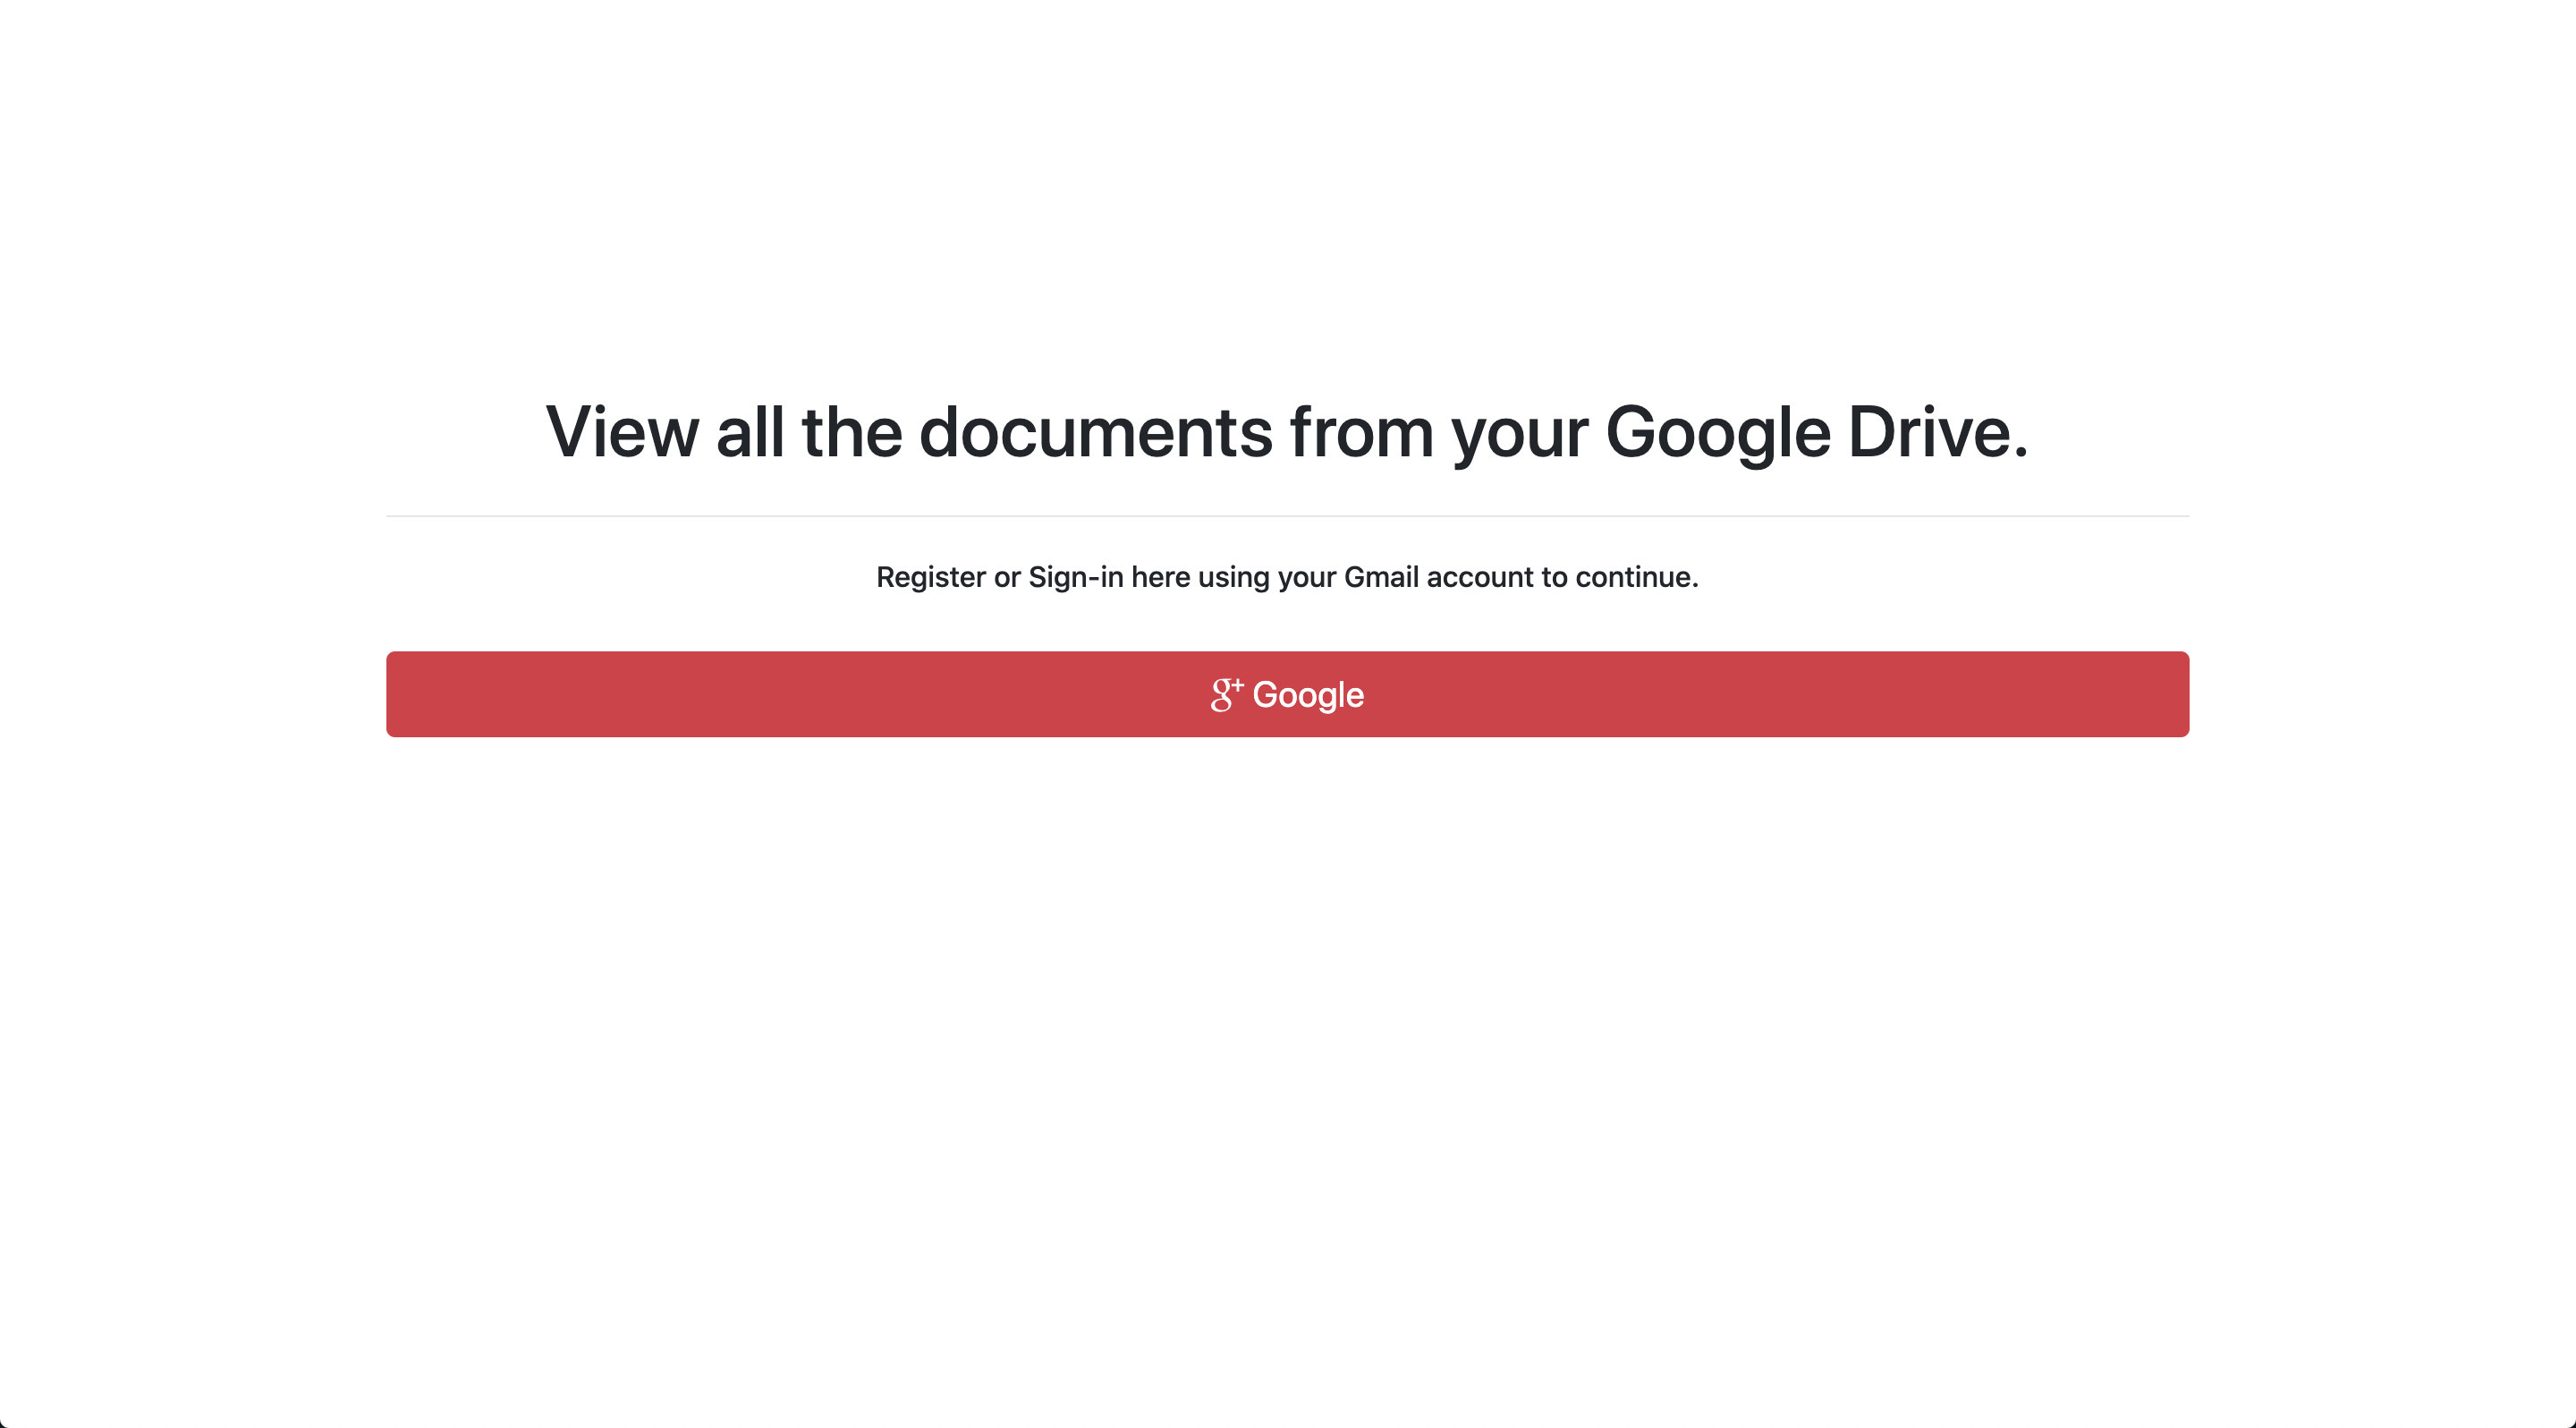 View all the documents from your Google Drive.
Register or Sign-in here using your Gmail account to continue.
g+ Google